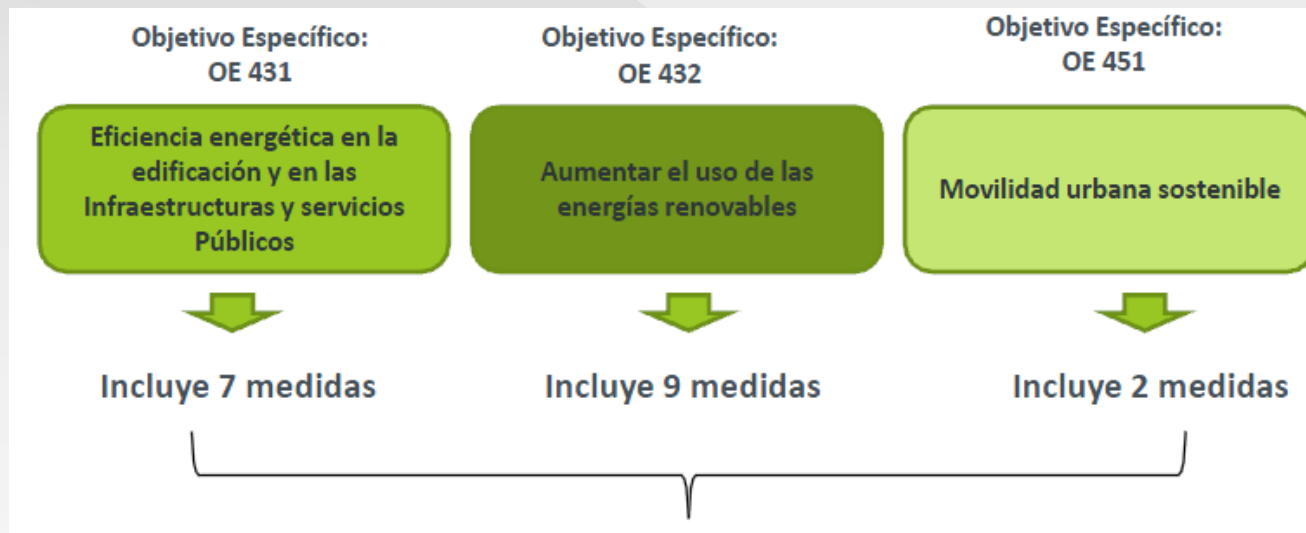 Objetivo Específico:
OE 431
Eficiencia energética en la
edificación y en las
Infraestructuras y servicios
Públicos
Incluye 7 medidas
Objetivo Específico:
OE 432
Aumentar el uso de las
energías renovables
Incluye 9 medidas
Objetivo Específico:
OE 451
Movilidad urbana sostenible
Incluye 2 medidas